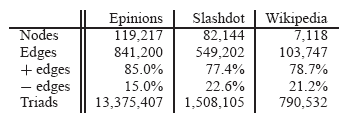 Epinions Slashdot Wikipedia
Nodes 119,217 82,144 7,118
Edges 841,200 549,202 103,747
+ edges 85.0% 77.4% 78.7%
− edges 15.0% 22.6% 21.2%
Triads 13,375,407 1,508,105 790,532